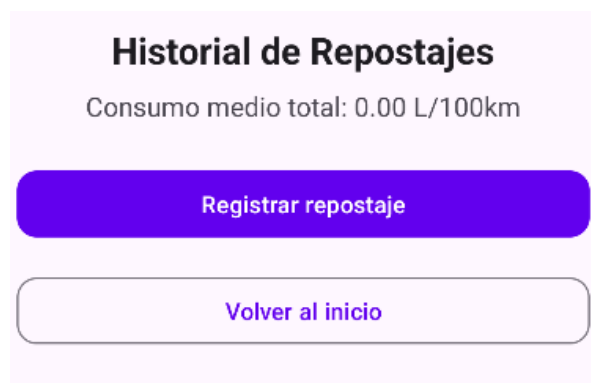 Historial de Repostajes
Consumo medio total: 0.00 L/100km
Registrar repostaje
Volver al inicio